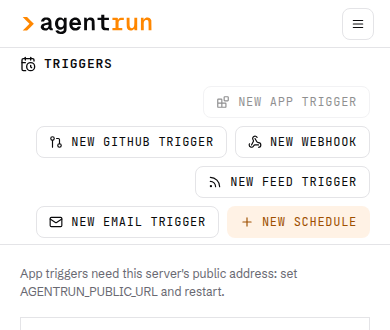 agentrun
TRIGGERS
NEW APP TRIGGER
NEW GITHUB TRIGGER NEW WEBHOOK
NEW FEED TRIGGER
NEW EMAIL TRIGGER NEW SCHEDULE
App triggers need this server's public address: set
AGENTRUN_PUBLIC_URL and restart.